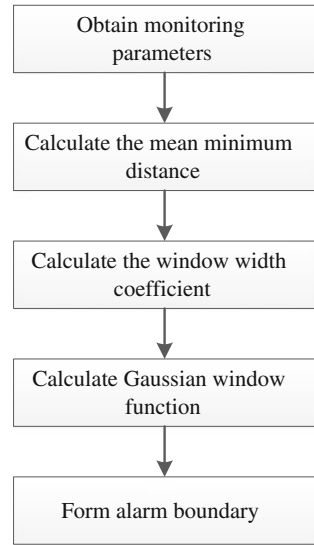 Obtain monitoring
parameters
Calculate the mean minimum
distance
Calculate the window width
coefficient
Calculate Gaussian window
function
Form alarm boundary